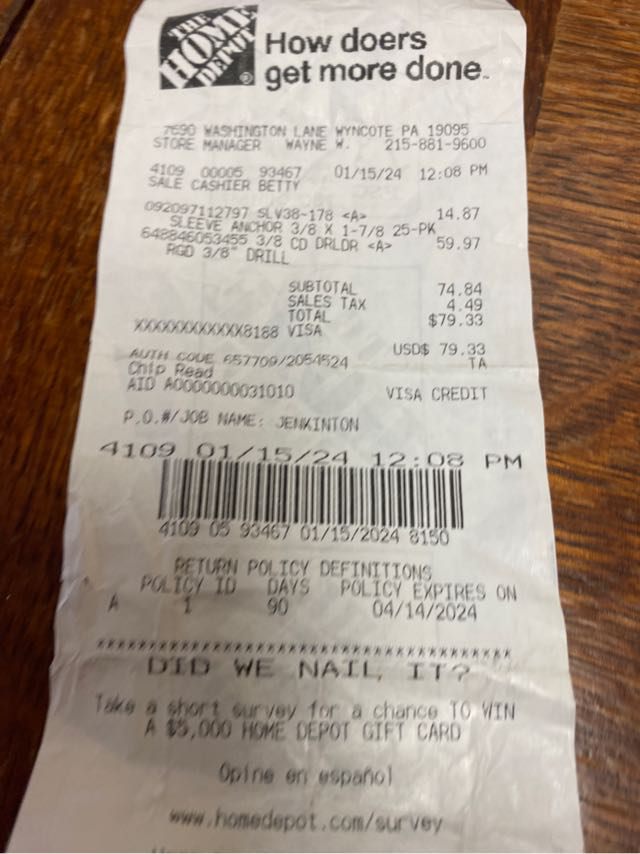 THE
HOME
DEPOT
How doers
get more done
7690 WASHINGTON LANE WYNCOTE PA 19095
STORE MANAGER WAYNE W. 215-881-9600
4109 00005 93467 01/15/24 12:08 PM
SALE CASHIER BETTY
092097112797 SLV38-178 <A> 14.87
SLEEVE ANCHOR 3/8 X 1-7/8 25-PK
648846053455 3/8 CD DRLDR <A> 59.97
RGD 3/8" DRILL
SUBTOTAL 74.84
SALES TAX 4.49
TOTAL $79.33
XXXXXXXXXXXX8188 VISA
USD$ 79.33
AUTH CODE 657709/2054524 TA
Chip Read
AID A0000000031010 VISA CREDIT
P.O.#/JOB NAME: JENKINTON
4109 01/15/24 12:08 PM
4109 05 93467 01/15/2024 8150
RETURN POLICY DEFINITIONS
POLICY ID DAYS POLICY EXPIRES ON
A 1 90 04/14/2024
*******************************************
DID WE NAIL IT?
Take a short survey for a chance TO WIN
A $5,000 HOME DEPOT GIFT CARD
Opine en español
www.homedepot.com/survey